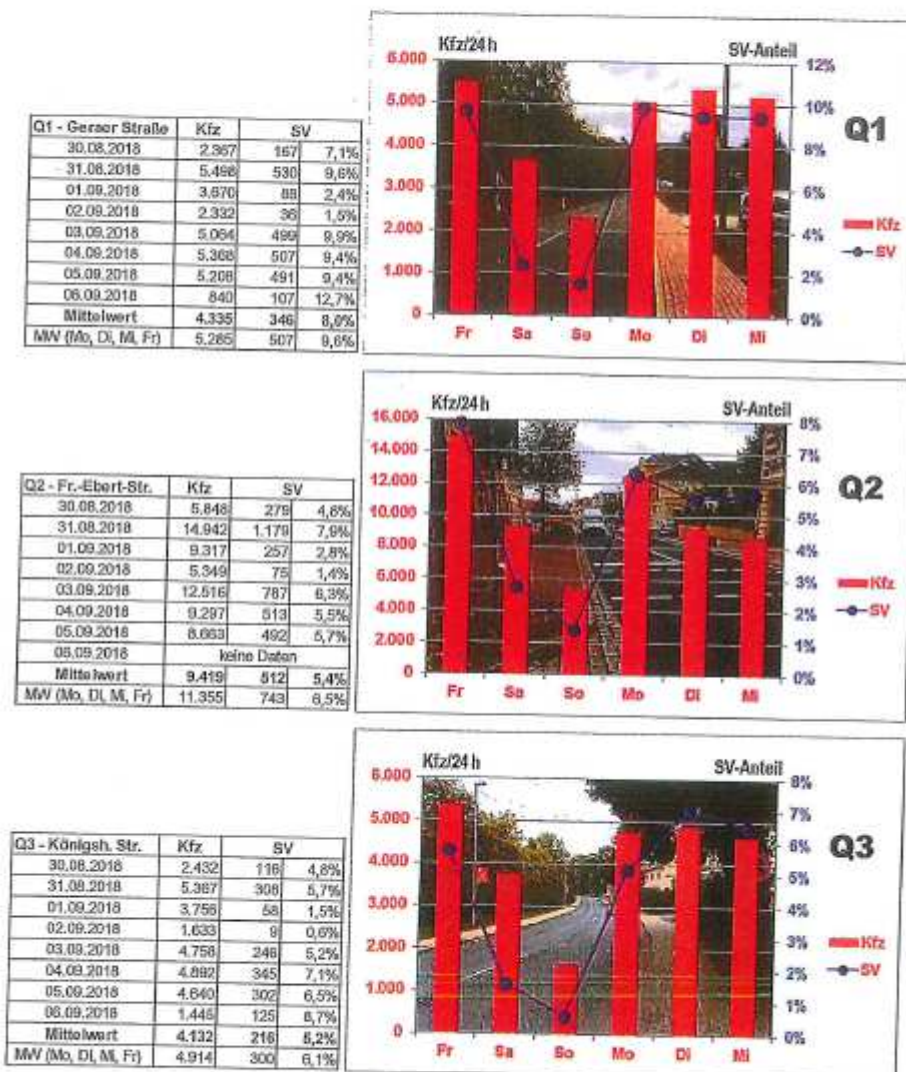 Q1 - Geraer Straße Kfz SV
30.08.2018 2.367 167 7,1%
31.08.2018 5.498 530 9,6%
01.09.2018 3.670 88 2,4%
02.09.2018 2.332 36 1,5%
03.09.2018 5.064 499 9,9%
04.09.2018 5.368 507 9,4%
05.09.2018 5.208 491 9,4%
06.09.2018 840 107 12,7%
Mittelwert 4.335 346 8,0%
MW (Mo, Di, Mi, Fr) 5.285 507 9,6%
Kfz/24 h SV-Anteil
6.000 12%
5.000 10%
4.000 8%
3.000 6%
2.000 4%
1.000 2%
0 0%
Fr Sa So Mo Di Mi
Q1
Kfz
SV
Q2 - Fr.-Ebert-Str. Kfz SV
30.08.2018 5.848 279 4,8%
31.08.2018 14.942 1.179 7,9%
01.09.2018 9.317 257 2,8%
02.09.2018 5.349 75 1,4%
03.09.2018 12.516 787 6,3%
04.09.2018 9.297 513 5,5%
05.09.2018 8.663 492 5,7%
06.09.2018 keine Daten
Mittelwert 9.419 512 5,4%
MW (Mo, Di, Mi, Fr) 11.355 743 6,5%
Kfz/24 h SV-Anteil
16.000 8%
14.000 7%
12.000 6%
10.000 5%
8.000 4%
6.000 3%
4.000 2%
2.000 1%
0 0%
Fr Sa So Mo Di Mi
Q2
Kfz
SV
Q3 - Königsh. Str. Kfz SV
30.08.2018 2.432 116 4,8%
31.08.2018 5.367 308 5,7%
01.09.2018 3.756 58 1,5%
02.09.2018 1.633 9 0,6%
03.09.2018 4.758 246 5,2%
04.09.2018 4.892 345 7,1%
05.09.2018 4.640 302 6,5%
06.09.2018 1.445 125 8,7%
Mittelwert 4.132 216 5,2%
MW (Mo, Di, Mi, Fr) 4.914 300 6,1%
Kfz/24 h SV-Anteil
6.000 8%
5.000 7%
4.000 6%
3.000 5%
2.000 4%
1.000 3%
0 2%
1%
0%
Fr Sa So Mo Di Mi
Q3
Kfz
SV